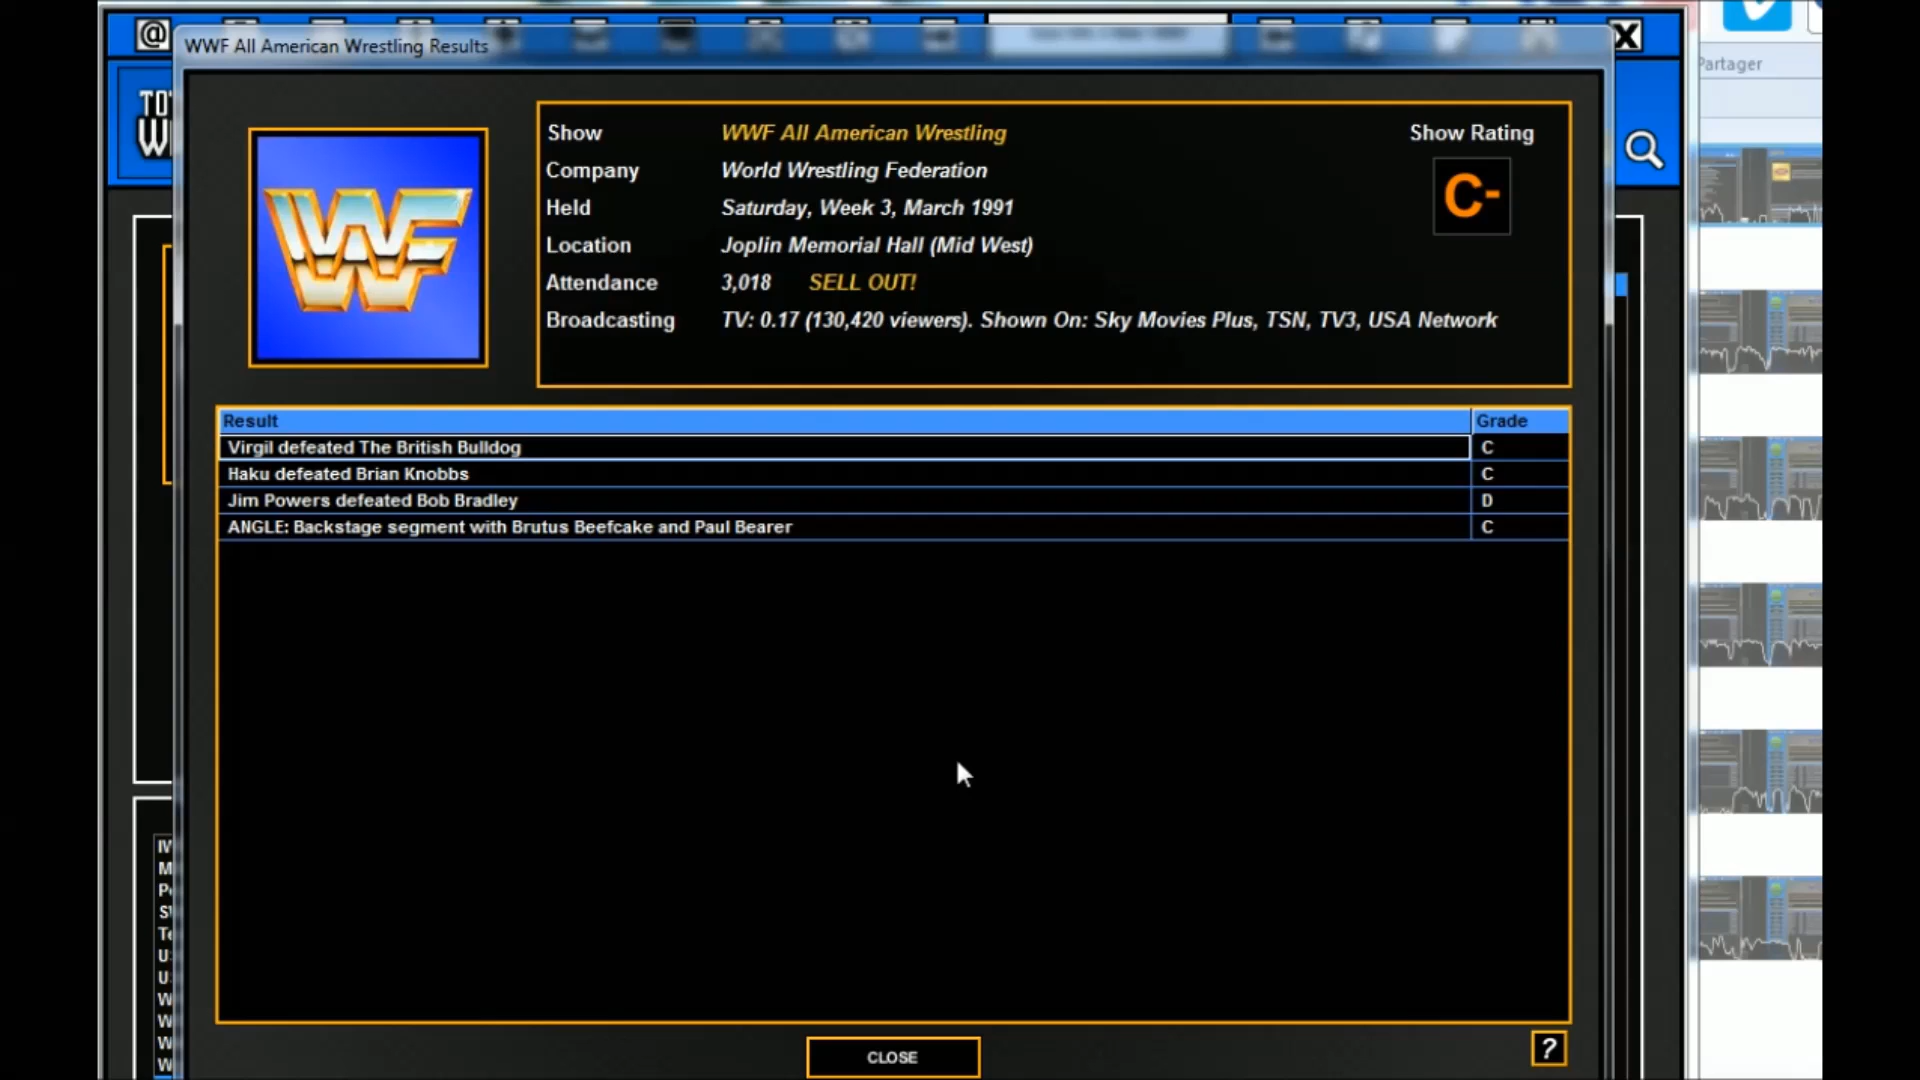 WWF All American Wrestling Results
Partager
WWF
Show WWF All American Wrestling Show Rating
Company World Wrestling Federation C-
Held Saturday, Week 3, March 1991
Location Joplin Memorial Hall (Mid West)
Attendance 3,018 SELL OUT!
Broadcasting TV: 0.17 (130,420 viewers). Shown On: Sky Movies Plus, TSN, TV3, USA Network
Result Grade
Virgil defeated The British Bulldog C
Haku defeated Brian Knobbs C
Jim Powers defeated Bob Bradley D
ANGLE: Backstage segment with Brutus Beefcake and Paul Bearer C
CLOSE
?